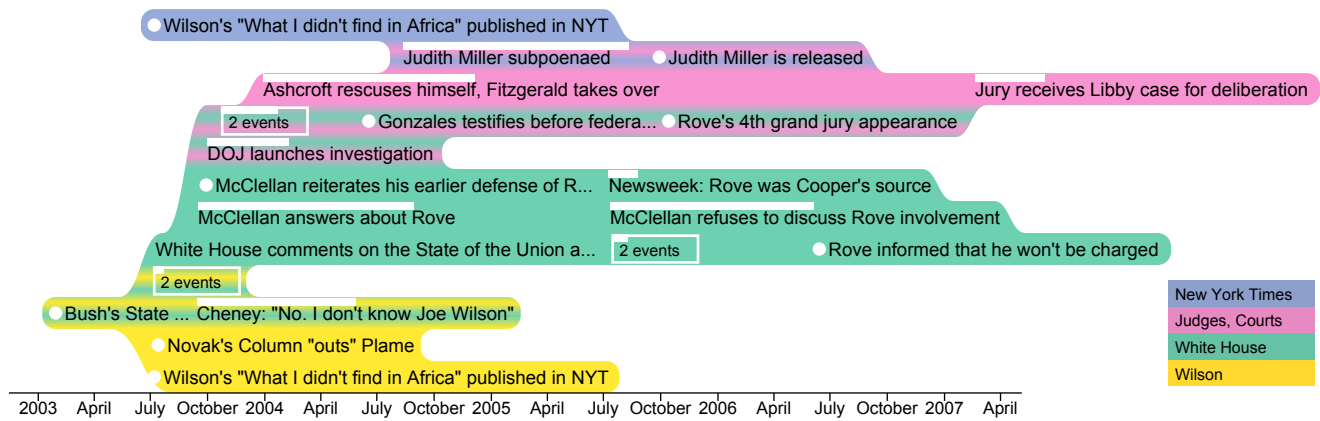 Wilson's "What I didn't find in Africa" published in NYT
Judith Miller subpoenaed Judith Miller is released
Ashcroft rescuses himself, Fitzgerald takes over Jury receives Libby case for deliberation
2 events Gonzales testifies before federa... Rove's 4th grand jury appearance
DOJ launches investigation
McClellan reiterates his earlier defense of R... Newsweek: Rove was Cooper's source
McClellan answers about Rove McClellan refuses to discuss Rove involvement
White House comments on the State of the Union a... 2 events Rove informed that he won't be charged
2 events
Bush's State ... Cheney: "No. I don't know Joe Wilson"
Novak's Column "outs" Plame
Wilson's "What I didn't find in Africa" published in NYT
New York Times
Judges, Courts
White House
Wilson
2003 April July October 2004 April July October 2005 April July October 2006 April July October 2007 April